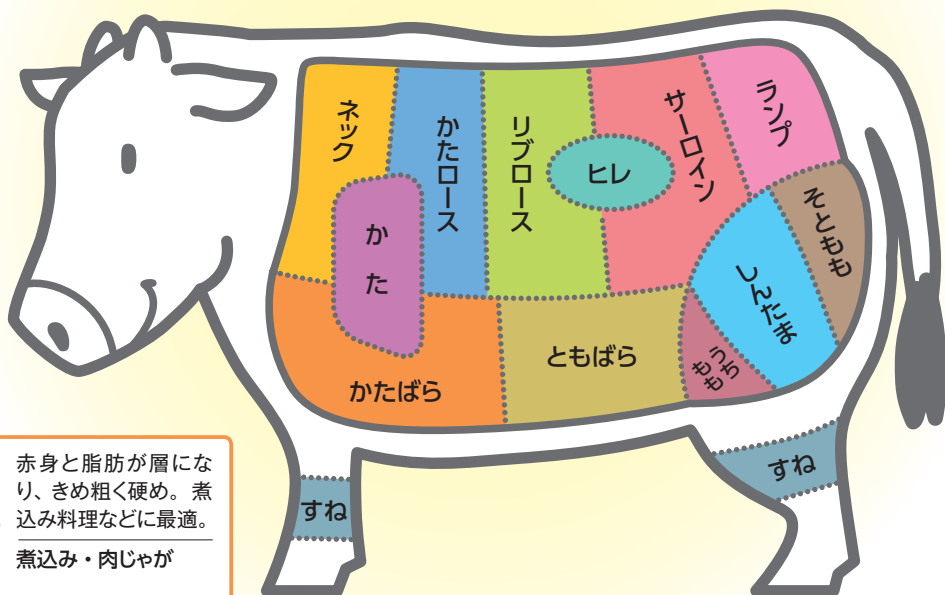 ネック
かたロース
リブロース
サーロイン
ランプ
ヒレ
か た
そともも
しんたま
ともばら
うち
もも
かたばら
すね
すね
赤身と脂肪が層にな
り、きめ粗く硬め。煮
込み料理などに最適。
煮込み・肉じゃが